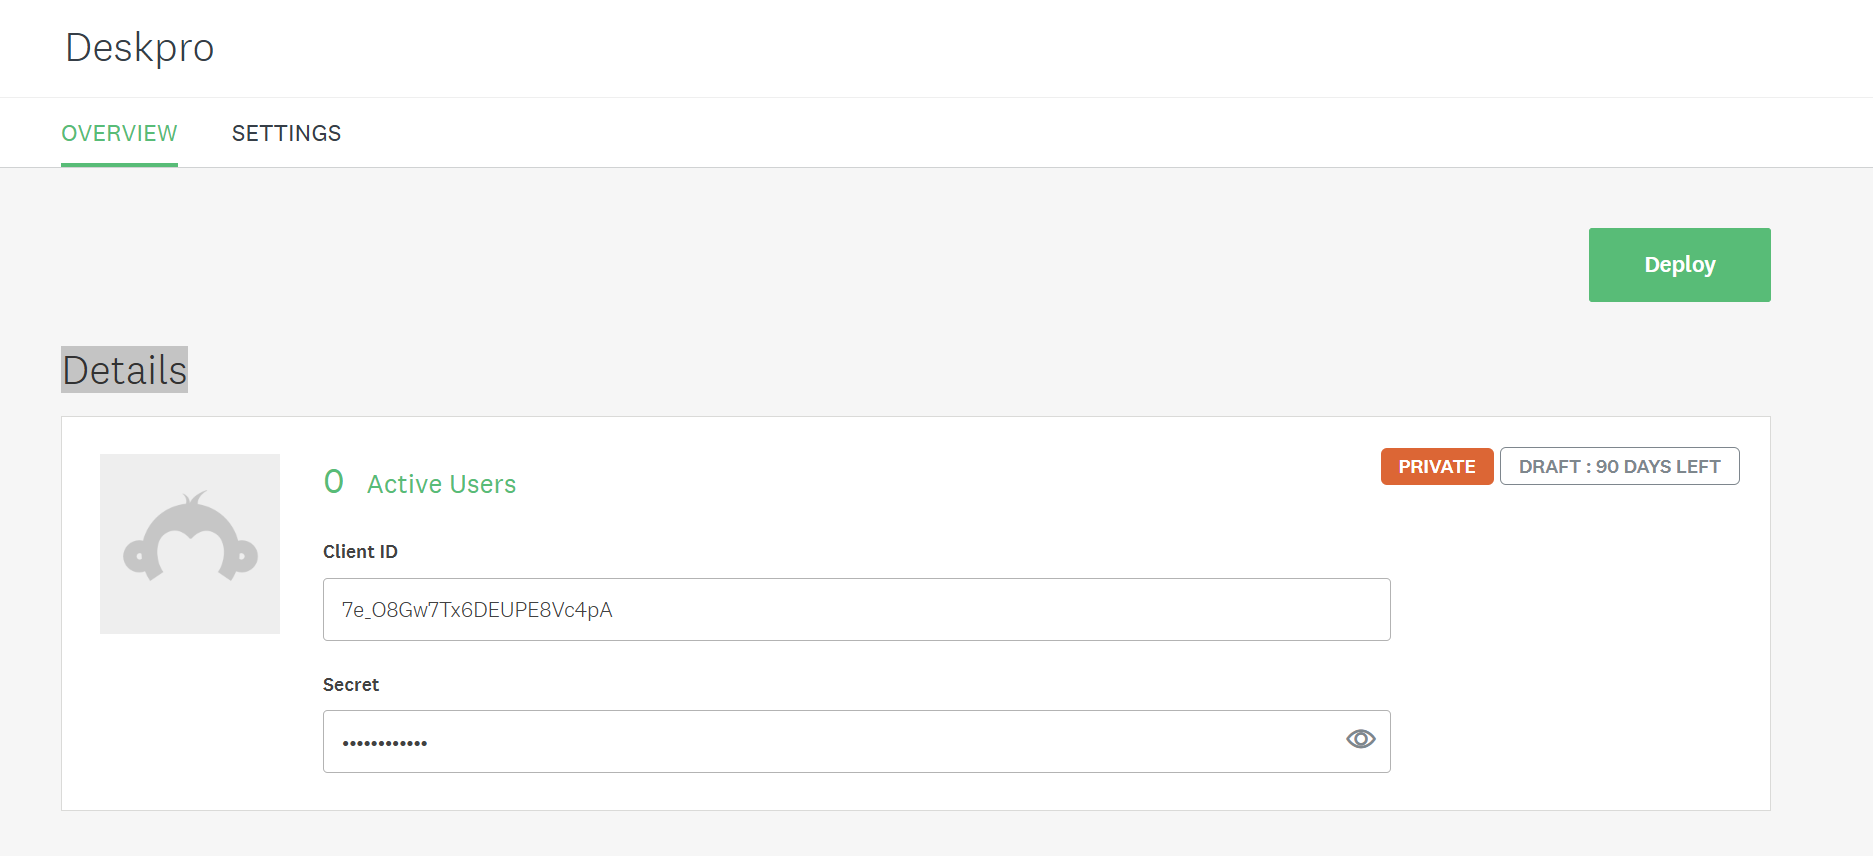 Deskpro
OVERVIEW SETTINGS
Deploy
Details
0 Active Users
PRIVATE DRAFT : 90 DAYS LEFT
Client ID
7e_O8Gw7Tx6DEUPE8Vc4pA
Secret
••••••••••••